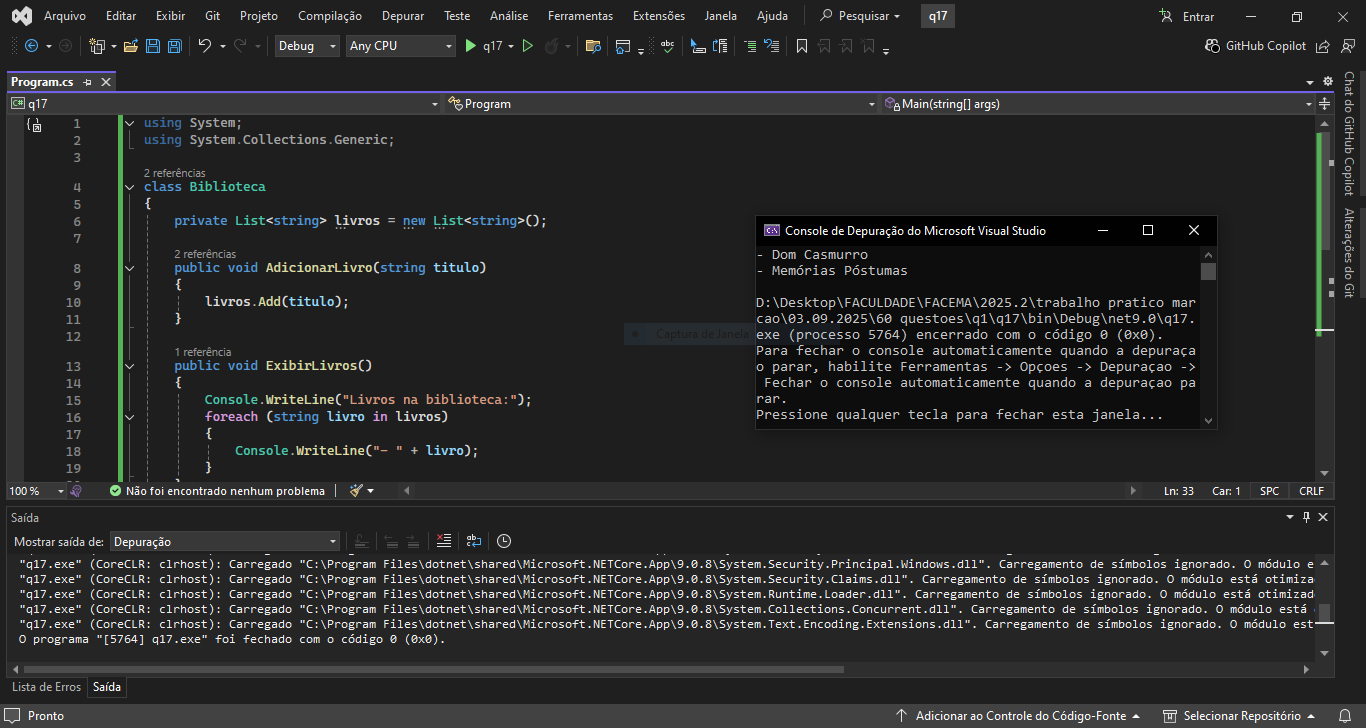 Arquivo Editar Exibir Git Projeto Compilação Depurar Teste Análise Ferramentas Extensões Janela Ajuda Pesquisar q17 Entrar
Debug Any CPU q17 GitHub Copilot
Program.cs
C# q17 Program Main(string[] args)
1 using System;
2 using System.Collections.Generic;
3
2 referências
4 class Biblioteca
5 {
6 private List<string> livros = new List<string>();
7
2 referências
8 public void AdicionarLivro(string titulo)
9 {
10 livros.Add(titulo);
11 }
12
1 referência
13 public void ExibirLivros()
14 {
15 Console.WriteLine("Livros na biblioteca:");
16 foreach (string livro in livros)
17 {
18 Console.WriteLine("- " + livro);
19 }
Captura de Janela
Console de Depuração do Microsoft Visual Studio
- Dom Casmurro
- Memórias Póstumas
D:\Desktop\FACULDADE\FACEMA\2025.2\trabalho pratico mar
cao\03.09.2025\60 questoes\q1\q17\bin\Debug\net9.0\q17.
exe (processo 5764) encerrado com o código 0 (0x0).
Para fechar o console automaticamente quando a depuraça
o parar, habilite Ferramentas -> Opçoes -> Depuraçao ->
Fechar o console automaticamente quando a depuraçao pa
rar.
Pressione qualquer tecla para fechar esta janela...
Chat do GitHub Copilot
Alterações do Git
100 % Não foi encontrado nenhum problema Ln: 33 Car: 1 SPC CRLF
Saída
Mostrar saída de: Depuração
"q17.exe" (CoreCLR: clrhost): Carregado "C:\Program Files\dotnet\shared\Microsoft.NETCore.App\9.0.8\System.Security.Principal.Windows.dll". Carregamento de símbolos ignorado. O módulo e
"q17.exe" (CoreCLR: clrhost): Carregado "C:\Program Files\dotnet\shared\Microsoft.NETCore.App\9.0.8\System.Security.Claims.dll". Carregamento de símbolos ignorado. O módulo está otimiza
"q17.exe" (CoreCLR: clrhost): Carregado "C:\Program Files\dotnet\shared\Microsoft.NETCore.App\9.0.8\System.Runtime.Loader.dll". Carregamento de símbolos ignorado. O módulo está otimizad
"q17.exe" (CoreCLR: clrhost): Carregado "C:\Program Files\dotnet\shared\Microsoft.NETCore.App\9.0.8\System.Collections.Concurrent.dll". Carregamento de símbolos ignorado. O módulo está
"q17.exe" (CoreCLR: clrhost): Carregado "C:\Program Files\dotnet\shared\Microsoft.NETCore.App\9.0.8\System.Text.Encoding.Extensions.dll". Carregamento de símbolos ignorado. O módulo est
O programa "[5764] q17.exe" foi fechado com o código 0 (0x0).
Lista de Erros Saída
Pronto Adicionar ao Controle do Código-Fonte Selecionar Repositório